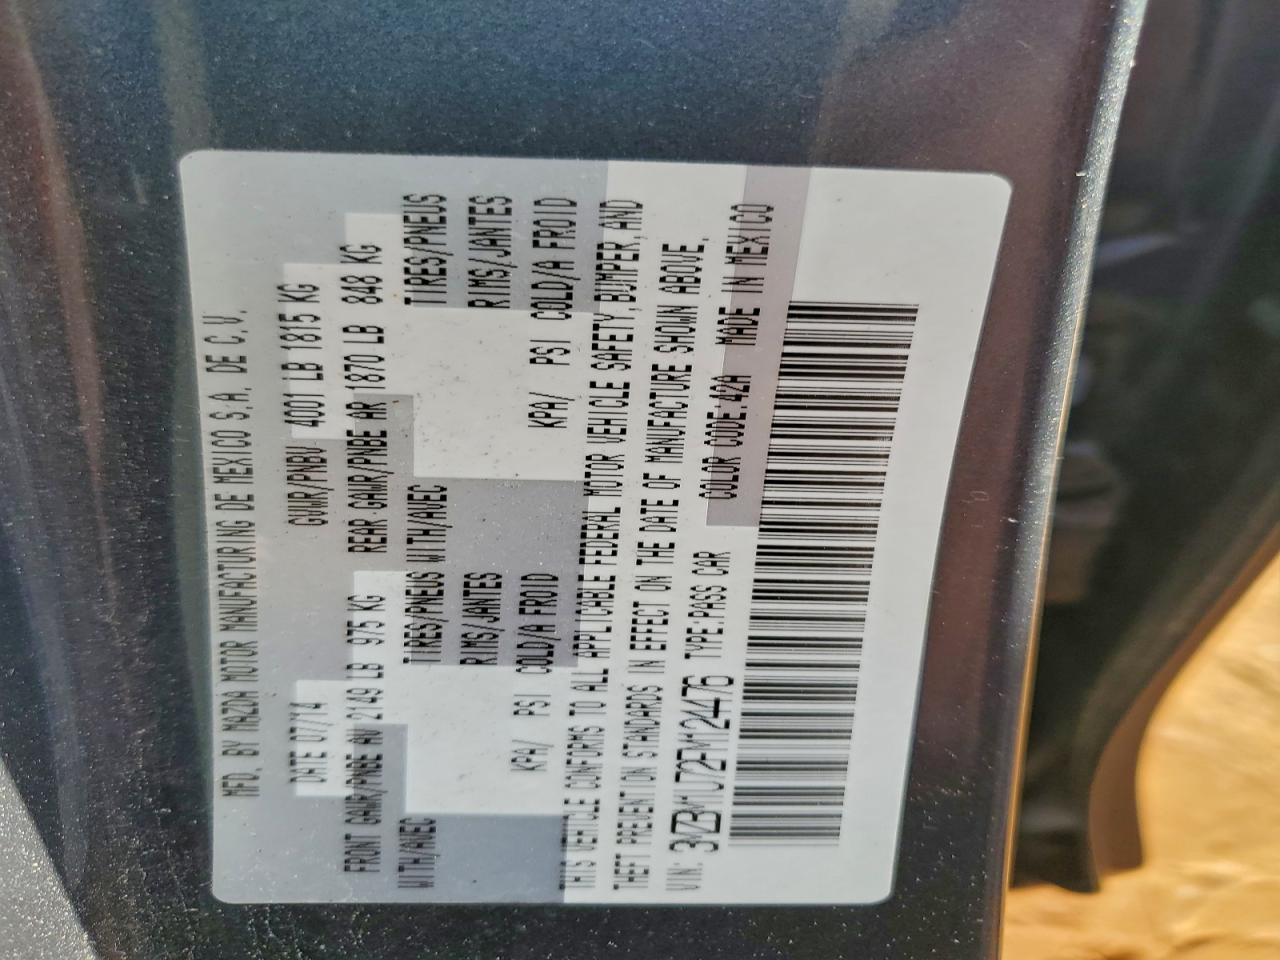 MFD. BY MAZDA MOTOR MANUFACTURING DE MEXICO S.A. DE C.V.
DATE 07/14 GVWR/PNBV 4001 LB 1815 KG
FRONT GAWR/PNBE AV 2149 LB 975 KG REAR GAWR/PNBE AR 1870 LB 848 KG
WITH/AVEC TIRES/PNEUS WITH/AVEC TIRES/PNEUS
RIMS/JANTES RIMS/JANTES
KPA/ PSI COLD/A FROID KPA/ PSI COLD/A FROID
THIS VEHICLE CONFORMS TO ALL APPLICABLE FEDERAL MOTOR VEHICLE SAFETY,BUMPER,AND
THEFT PREVENTION STANDARDS IN EFFECT ON THE DATE OF MANUFACTURE SHOWN ABOVE.
VIN: 3MZBM1U72FM112476 TYPE:PASS CAR COLOR CODE:42A MADE IN MEXICO